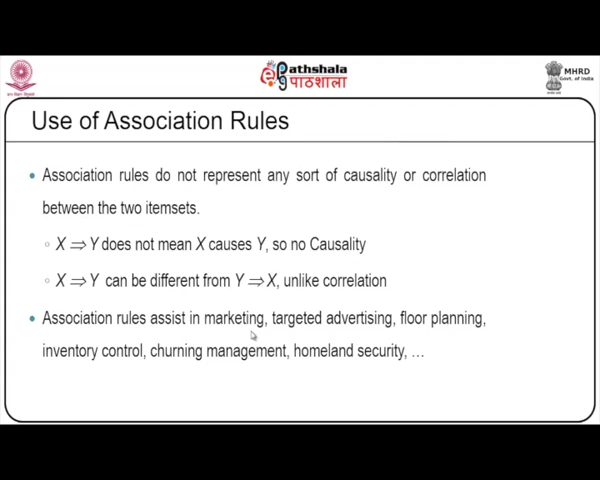 Pathshala
पाठशाला
MHRD
Govt. of India
Use of Association Rules
Association rules do not represent any sort of causality or correlation
between the two itemsets.
X ⇒ Y does not mean X causes Y, so no Causality
X ⇒ Y can be different from Y ⇒ X, unlike correlation
Association rules assist in marketing, targeted advertising, floor planning,
inventory control, churning management, homeland security, …